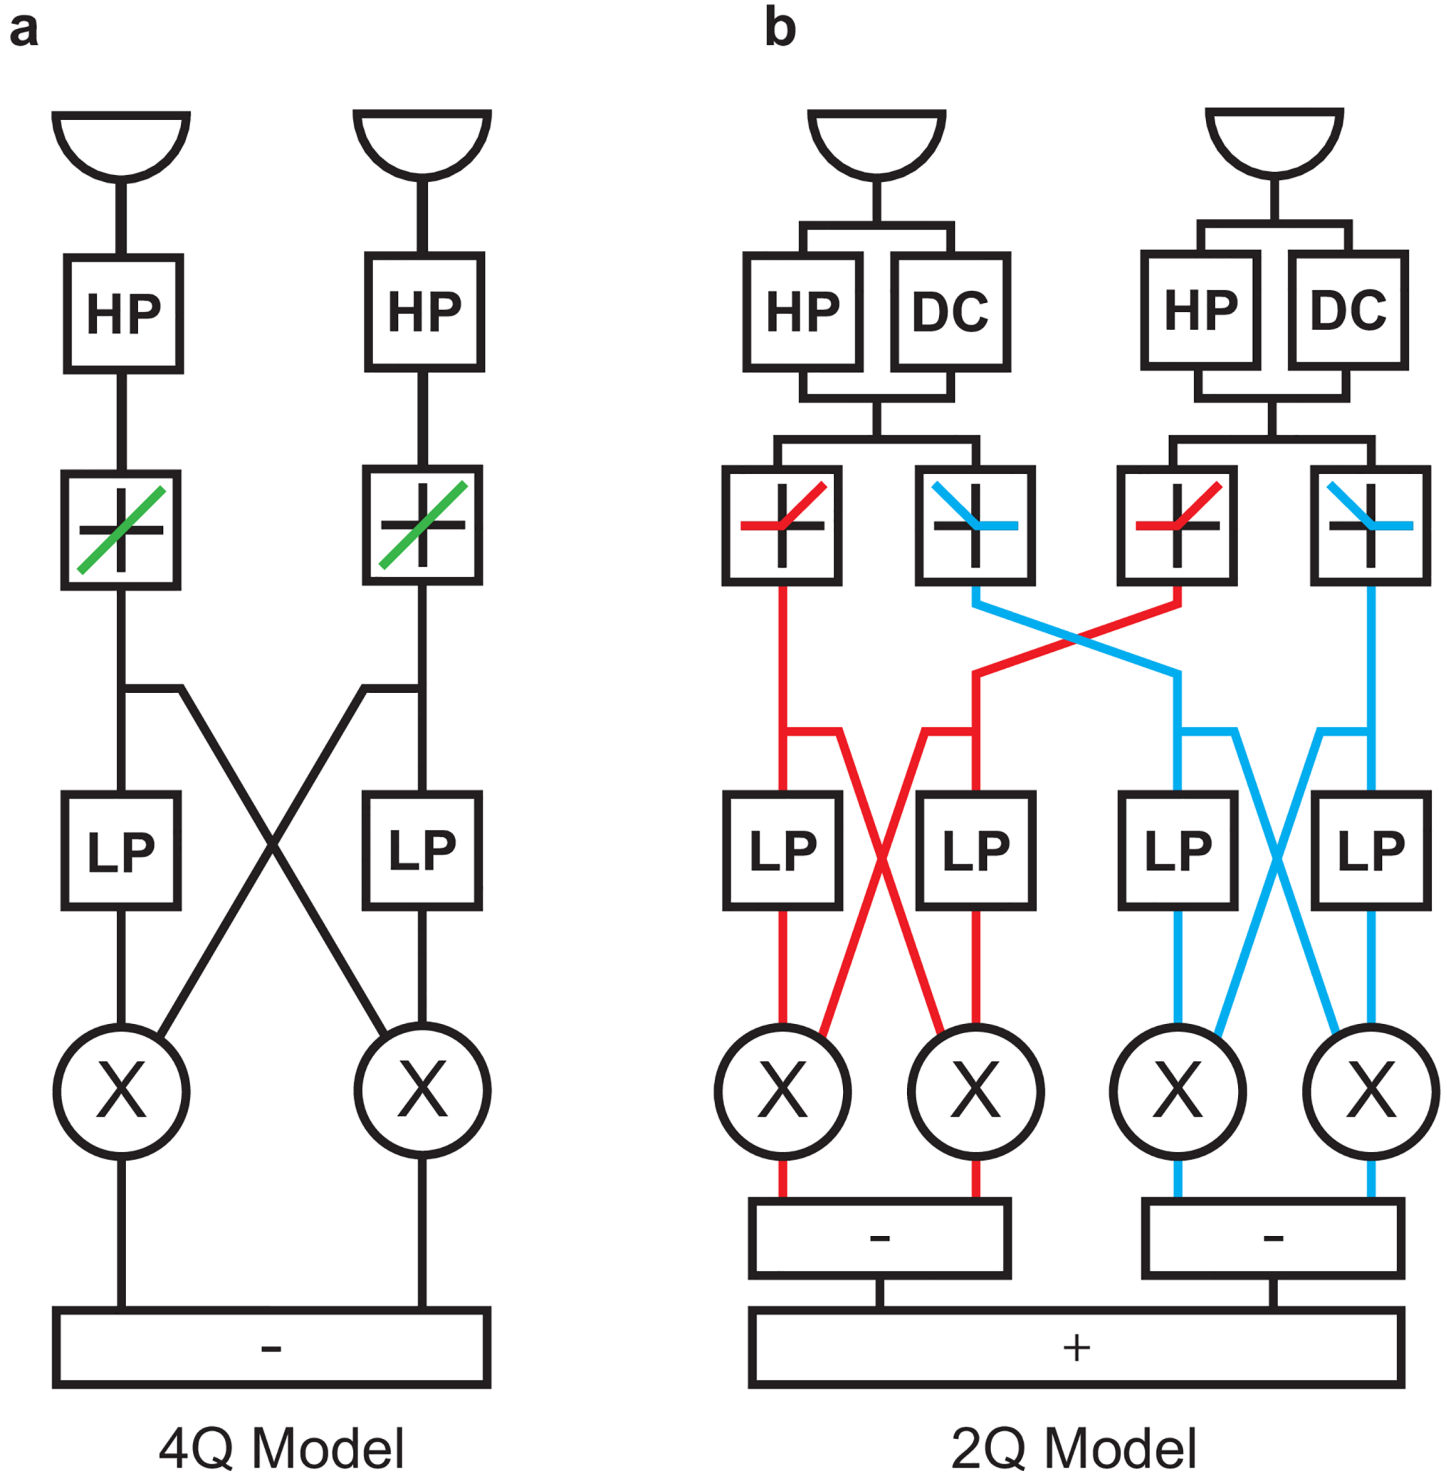 a b
HP HP HP DC HP DC
LP LP LP LP LP LP
X X X X X X
- -
- +
4Q Model 2Q Model